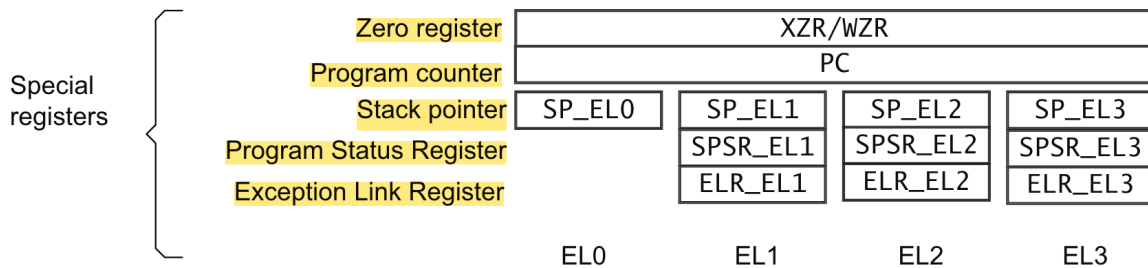 Zero register XZR/WZR
Program counter PC
Special
registers
Stack pointer SP_EL0 SP_EL1 SP_EL2 SP_EL3
Program Status Register SPSR_EL1 SPSR_EL2 SPSR_EL3
Exception Link Register ELR_EL1 ELR_EL2 ELR_EL3
EL0 EL1 EL2 EL3